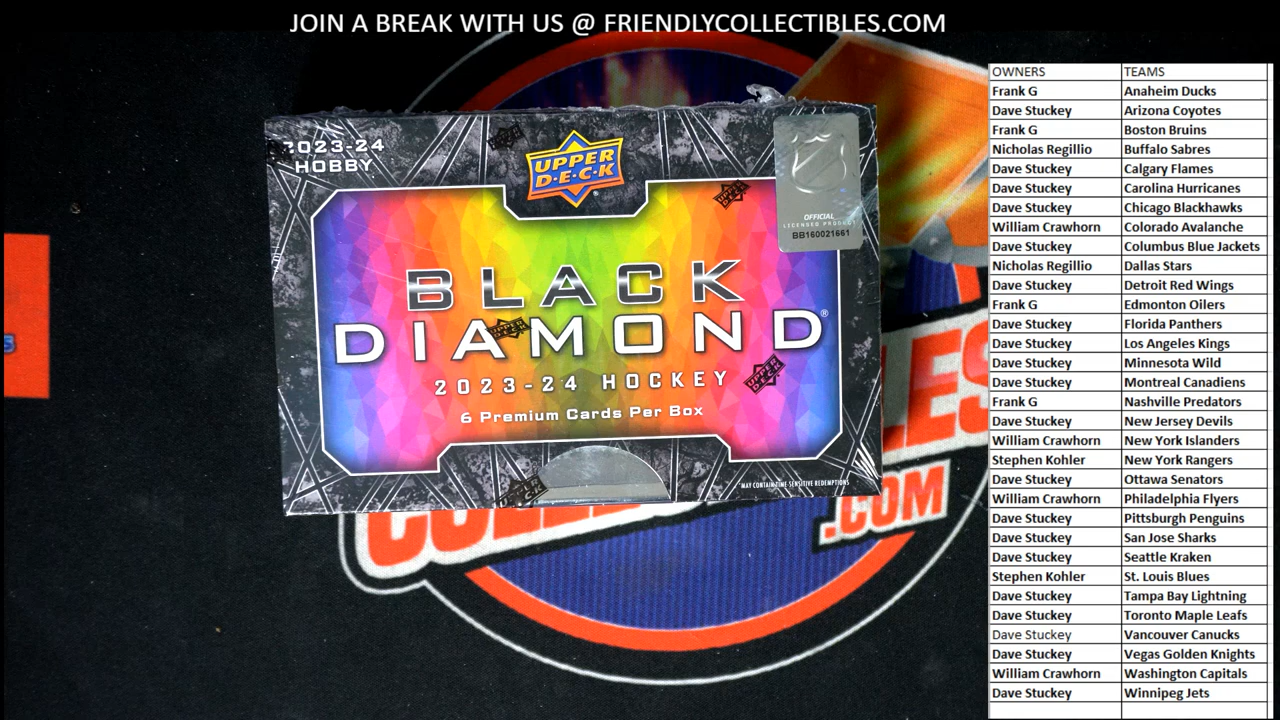 JOIN A BREAK WITH US @ FRIENDLYCOLLECTIBLES.COM
2023-24
HOBBY
UPPER
D·E·C·K
OFFICIAL
LICENSED PRODUCT
BB160021661
BLACK
DIAMOND®
2023-24 HOCKEY
6 Premium Cards Per Box
MAY CONTAIN TIME-SENSITIVE REDEMPTIONS
.COM
OWNERS TEAMS
Frank G Anaheim Ducks
Dave Stuckey Arizona Coyotes
Frank G Boston Bruins
Nicholas Regillio Buffalo Sabres
Dave Stuckey Calgary Flames
Dave Stuckey Carolina Hurricanes
Dave Stuckey Chicago Blackhawks
William Crawhorn Colorado Avalanche
Dave Stuckey Columbus Blue Jackets
Nicholas Regillio Dallas Stars
Dave Stuckey Detroit Red Wings
Frank G Edmonton Oilers
Dave Stuckey Florida Panthers
Dave Stuckey Los Angeles Kings
Dave Stuckey Minnesota Wild
Dave Stuckey Montreal Canadiens
Frank G Nashville Predators
Dave Stuckey New Jersey Devils
William Crawhorn New York Islanders
Stephen Kohler New York Rangers
Dave Stuckey Ottawa Senators
William Crawhorn Philadelphia Flyers
Dave Stuckey Pittsburgh Penguins
Dave Stuckey San Jose Sharks
Dave Stuckey Seattle Kraken
Stephen Kohler St. Louis Blues
Dave Stuckey Tampa Bay Lightning
Dave Stuckey Toronto Maple Leafs
Dave Stuckey Vancouver Canucks
Dave Stuckey Vegas Golden Knights
William Crawhorn Washington Capitals
Dave Stuckey Winnipeg Jets